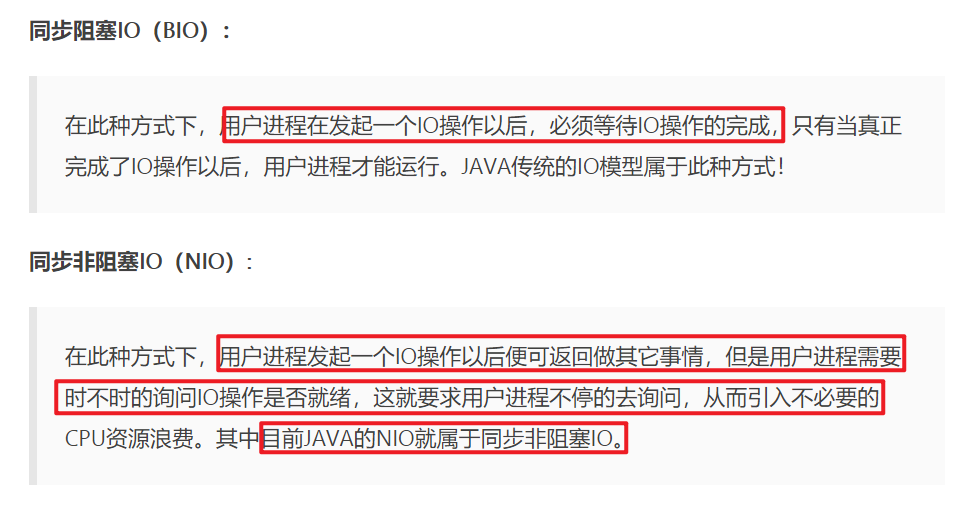 同步阻塞IO（BIO）：
在此种方式下，用户进程在发起一个IO操作以后，必须等待IO操作的完成，只有当真正
完成了IO操作以后，用户进程才能运行。JAVA传统的IO模型属于此种方式！
同步非阻塞IO（NIO）:
在此种方式下，用户进程发起一个IO操作以后便可返回做其它事情，但是用户进程需要
时不时的询问IO操作是否就绪，这就要求用户进程不停的去询问，从而引入不必要的
CPU资源浪费。其中目前JAVA的NIO就属于同步非阻塞IO。